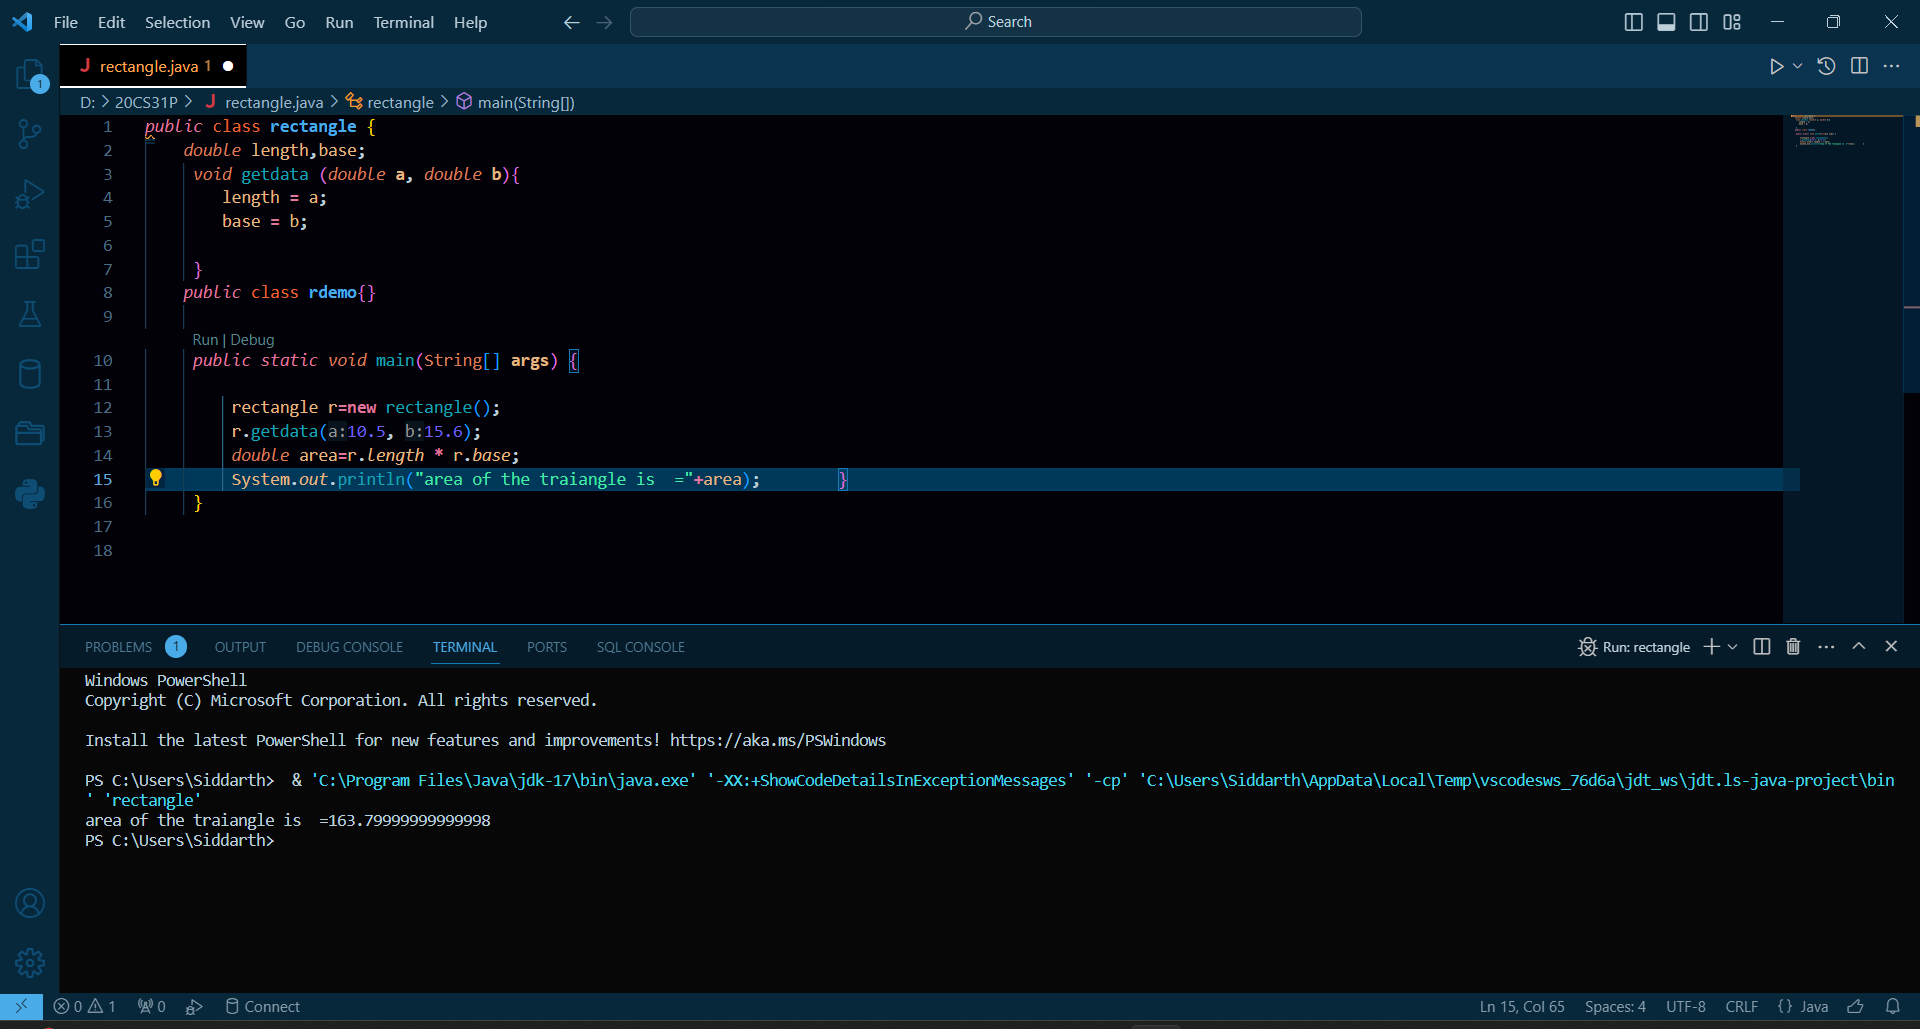 File Edit Selection View Go Run Terminal Help Search
rectangle.java 1
D: > 20CS31P > J rectangle.java > rectangle > main(String[])
1 public class rectangle {
2 double length,base;
3 void getdata (double a, double b){
4 length = a;
5 base = b;
6
7 }
8 public class rdemo{}
9
Run | Debug
10 public static void main(String[] args) {
11
12 rectangle r=new rectangle();
13 r.getdata(a:10.5, b:15.6);
14 double area=r.length * r.base;
15 System.out.println("area of the traiangle is  ="+area); }
16 }
17
18
PROBLEMS 1 OUTPUT DEBUG CONSOLE TERMINAL PORTS SQL CONSOLE Run: rectangle
Windows PowerShell
Copyright (C) Microsoft Corporation. All rights reserved.
Install the latest PowerShell for new features and improvements! https://aka.ms/PSWindows
PS C:\Users\Siddarth>  & 'C:\Program Files\Java\jdk-17\bin\java.exe' '-XX:+ShowCodeDetailsInExceptionMessages' '-cp' 'C:\Users\Siddarth\AppData\Local\Temp\vscodesws_76d6a\jdt_ws\jdt.ls-java-project\bin
' 'rectangle'
area of the traiangle is  =163.79999999999998
PS C:\Users\Siddarth>
0 1 0 Connect Ln 15, Col 65 Spaces: 4 UTF-8 CRLF {} Java